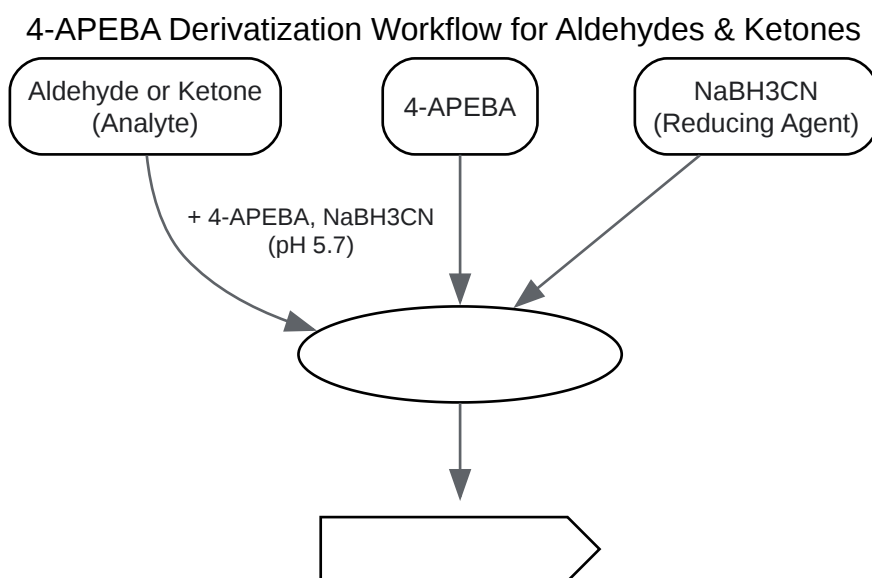 4-APEBA Derivatization Workflow for Aldehydes & Ketones
Aldehyde or Ketone
(Analyte)
4-APEBA
NaBH3CN
(Reducing Agent)
+ 4-APEBA, NaBH3CN
(pH 5.7)